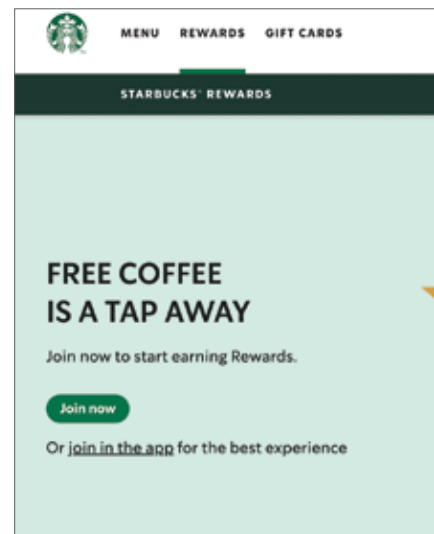 MENU REWARDS GIFT CARDS
STARBUCKS® REWARDS
FREE COFFEE
IS A TAP AWAY
Join now to start earning Rewards.
Join now
Or join in the app for the best experience